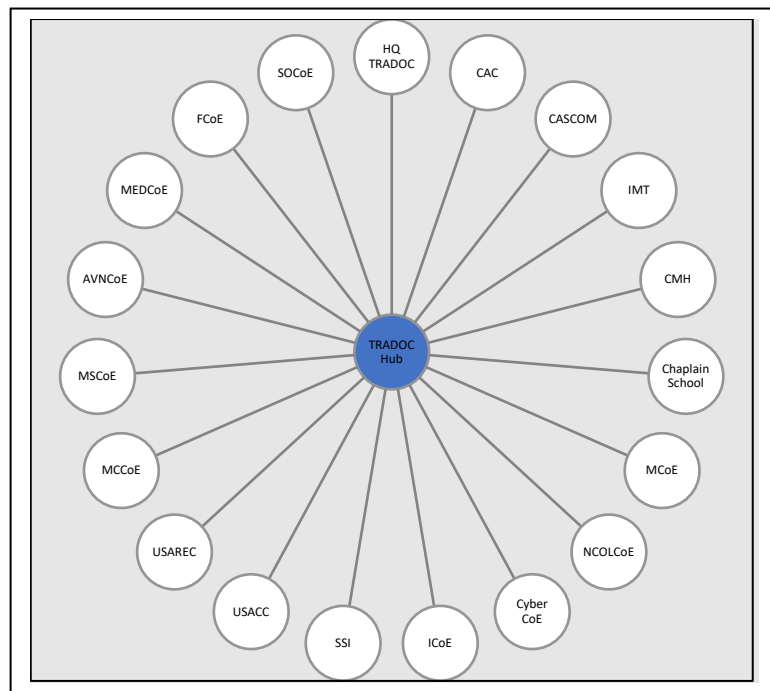 HQ
TRADOC
CAC
CASCOM
IMT
CMH
Chaplain
School
MCoE
NCOLCoE
Cyber
CoE
ICoE
SSI
USACC
USAREC
MCCoE
MSCoE
AVNCoE
MEDCoE
FCoE
SOCoE
TRADOC
Hub